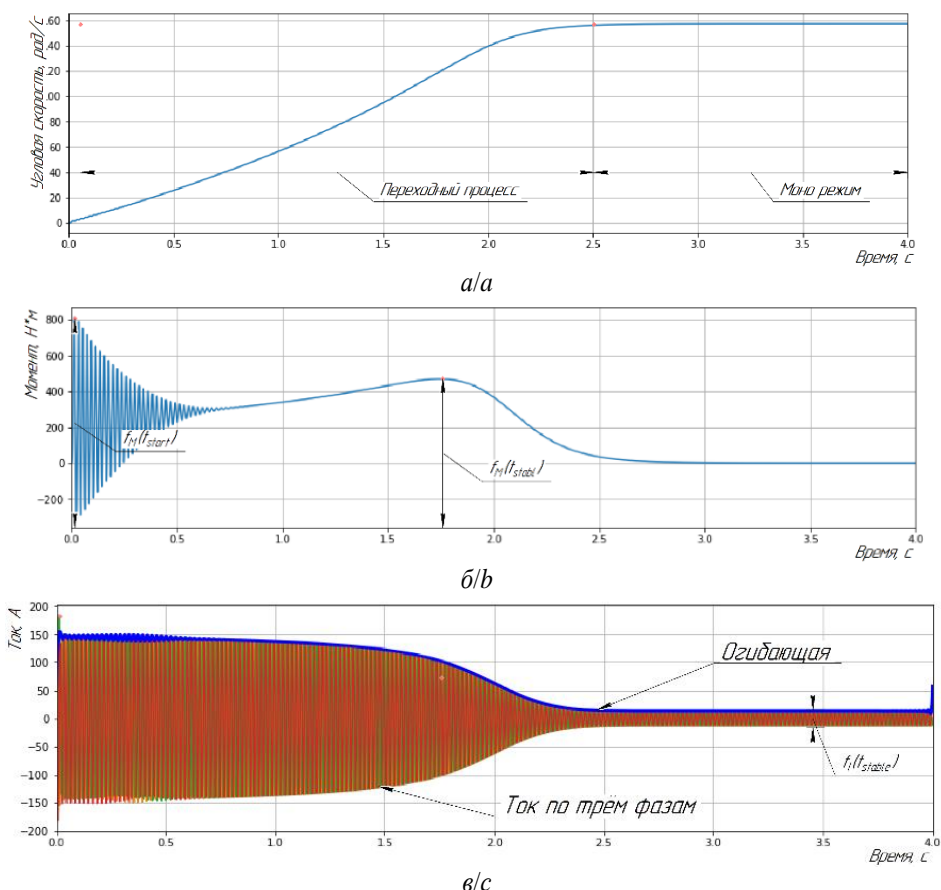 Угловая скорость, рад/с
.60
.40
.20
.00
80
60
40
20
0
Переходный процесс
Моно режим
0.0 0.5 1.0 1.5 2.0 2.5 3.0 3.5 4.0
Время, с
а/a
Момент, Н*м
800
600
400
200
0
−200
f_M(t_start)
f_M(t_stabl)
0.0 0.5 1.0 1.5 2.0 2.5 3.0 3.5 4.0
Время, с
б/b
Ток, А
200
150
100
50
0
−50
−100
−150
−200
Огибающая
f_i(t_stable)
Ток по трём фазам
0.0 0.5 1.0 1.5 2.0 2.5 3.0 3.5 4.0
Время, с
в/c